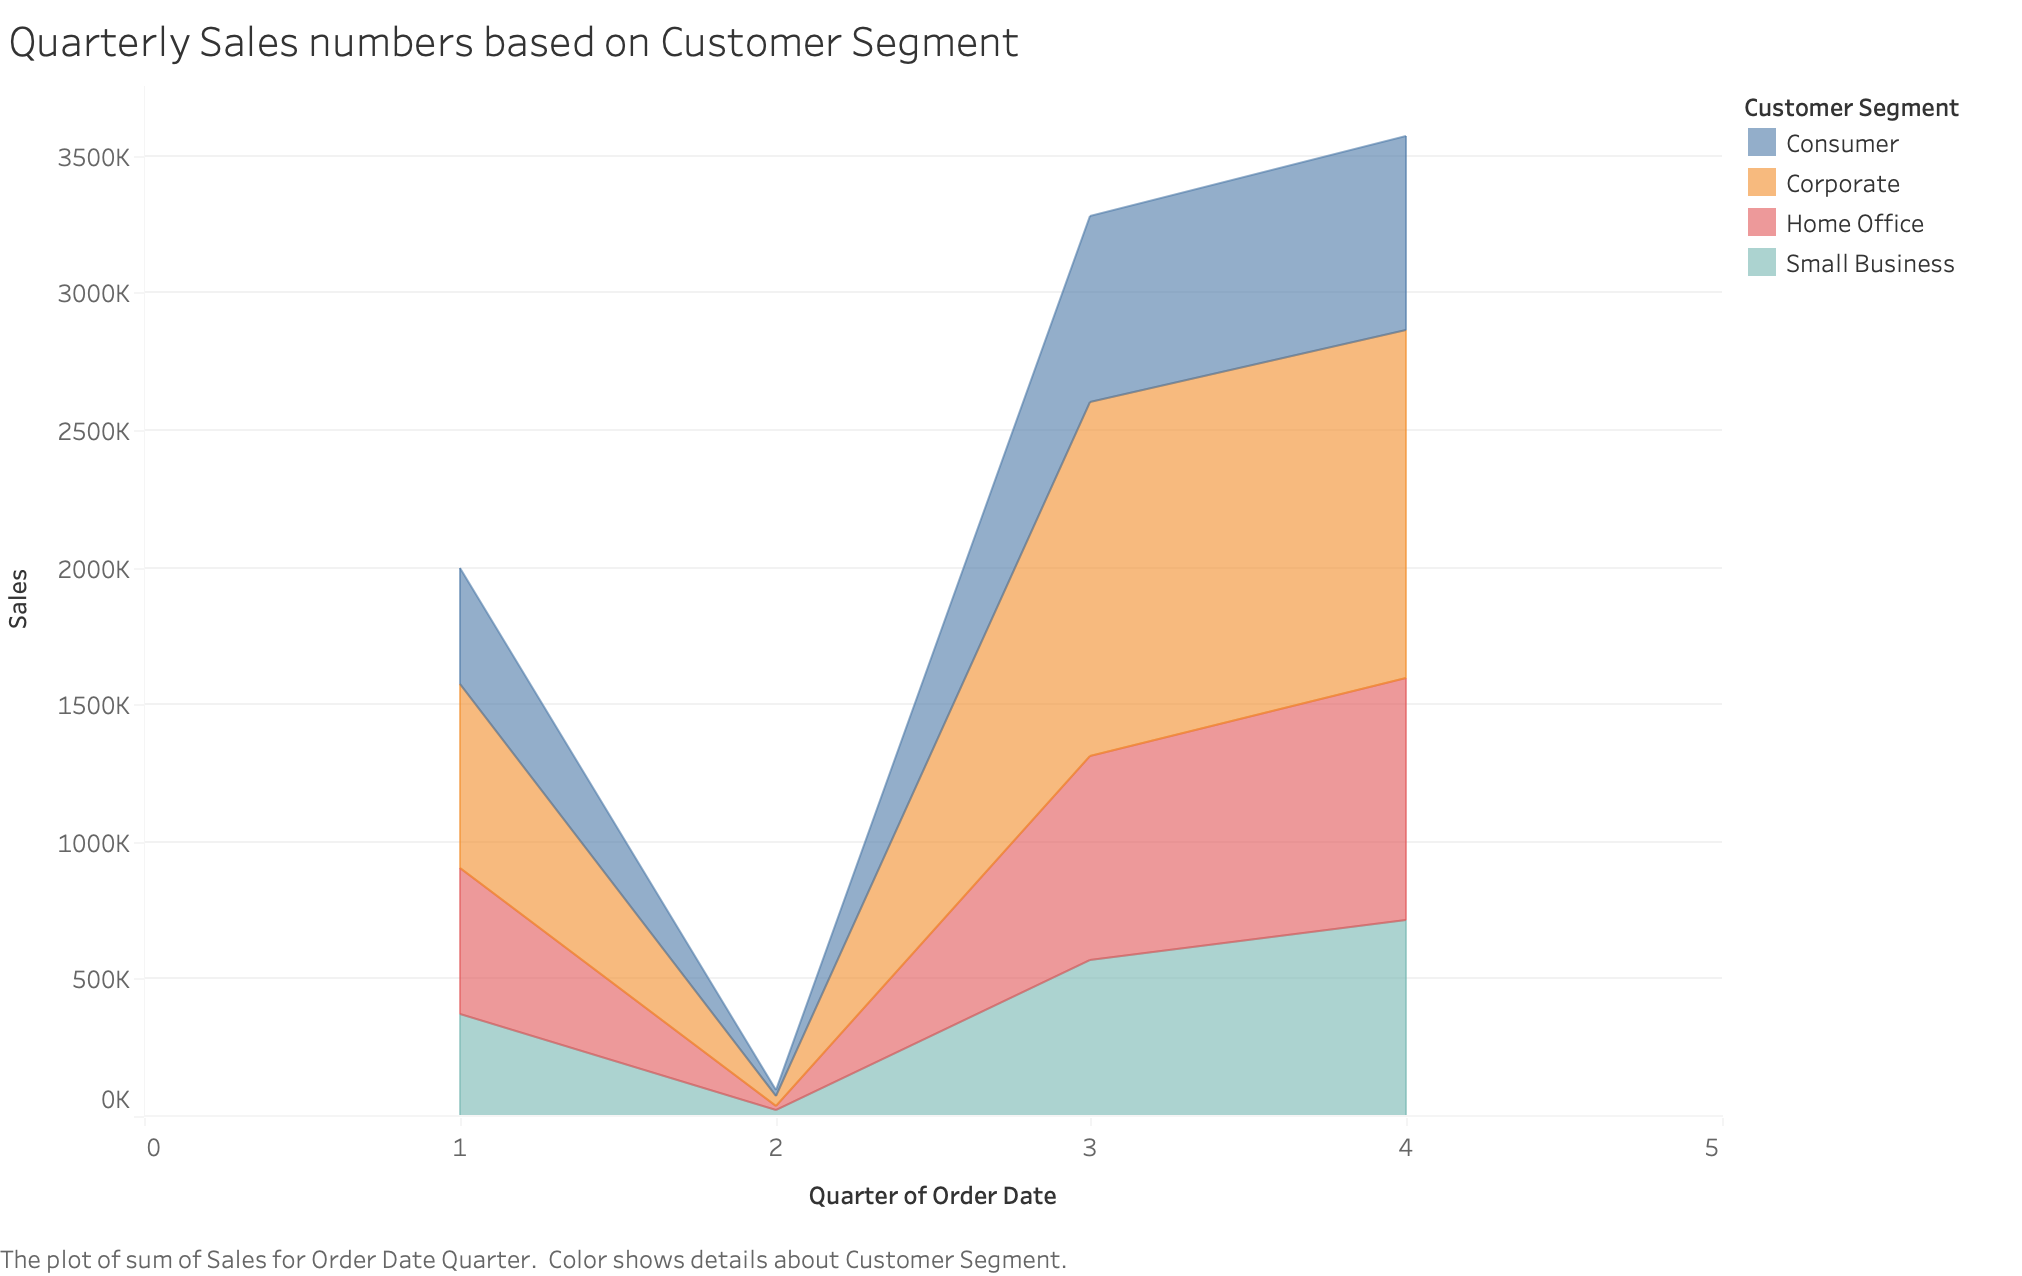 Quarterly Sales numbers based on Customer Segment
Customer Segment
Consumer
Corporate
Home Office
Small Business
Sales
3500K
3000K
2500K
2000K
1500K
1000K
500K
0K
0 1 2 3 4 5
Quarter of Order Date
The plot of sum of Sales for Order Date Quarter.  Color shows details about Customer Segment.